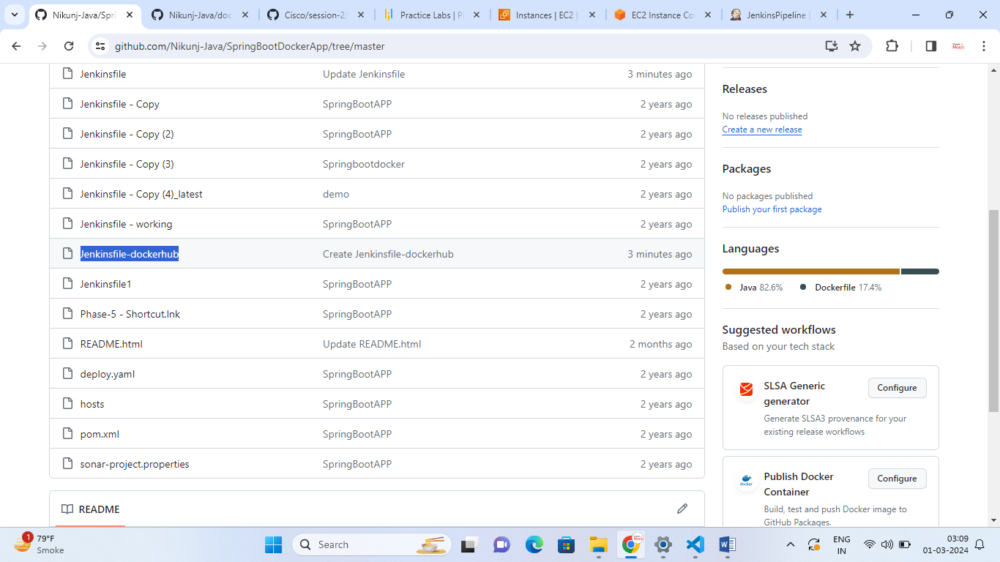 Nikunj-Java/Spri
Nikunj-Java/doc
Cisco/session-2/
Practice Labs | P
Instances | EC2 |
EC2 Instance Co
JenkinsPipeline [
github.com/Nikunj-Java/SpringBootDockerApp/tree/master
Jenkinsfile Update Jenkinsfile 3 minutes ago
Jenkinsfile - Copy SpringBootAPP 2 years ago
Jenkinsfile - Copy (2) SpringBootAPP 2 years ago
Jenkinsfile - Copy (3) Springbootdocker 2 years ago
Jenkinsfile - Copy (4)_latest demo 2 years ago
Jenkinsfile - working SpringBootAPP 2 years ago
Jenkinsfile-dockerhub Create Jenkinsfile-dockerhub 3 minutes ago
Jenkinsfile1 SpringBootAPP 2 years ago
Phase-5 - Shortcut.lnk SpringBootAPP 2 years ago
README.html Update README.html 2 months ago
deploy.yaml SpringBootAPP 2 years ago
hosts SpringBootAPP 2 years ago
pom.xml SpringBootAPP 2 years ago
sonar-project.properties SpringBootAPP 2 years ago
README
Releases
No releases published
Create a new release
Packages
No packages published
Publish your first package
Languages
Java 82.6% Dockerfile 17.4%
Suggested workflows
Based on your tech stack
SLSA Generic
generator
Configure
Generate SLSA3 provenance for your
existing release workflows
Publish Docker
Container
Configure
docker
Build, test and push Docker image to
GitHub Packages.
1
79°F
Smoke
Search
ENG
IN
03:09
01-03-2024